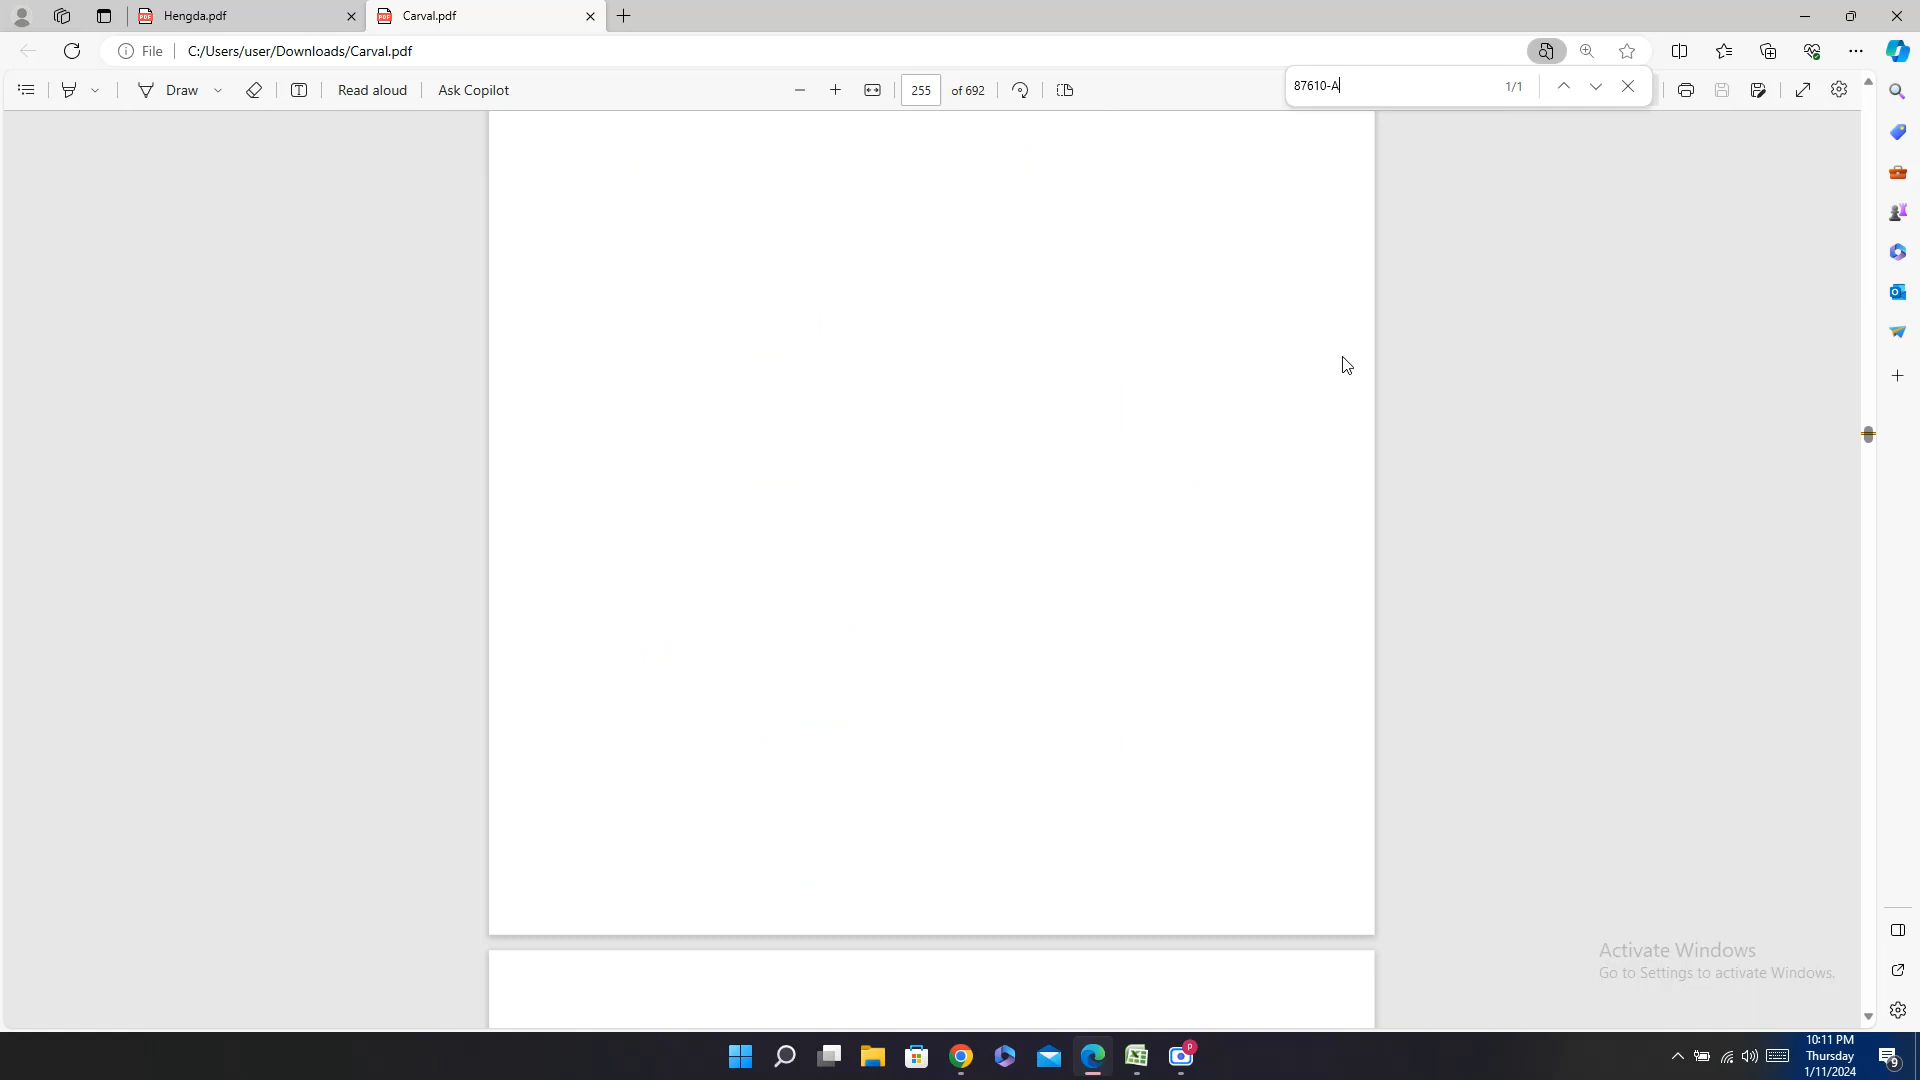 Hengda.pdf
Carval.pdf
File
C:/Users/user/Downloads/Carval.pdf
87610-A
1/1
Draw
Read aloud
Ask Copilot
255
of 692
Activate Windows
Go to Settings to activate Windows.
10:11 PM
Thursday
1/11/2024
9